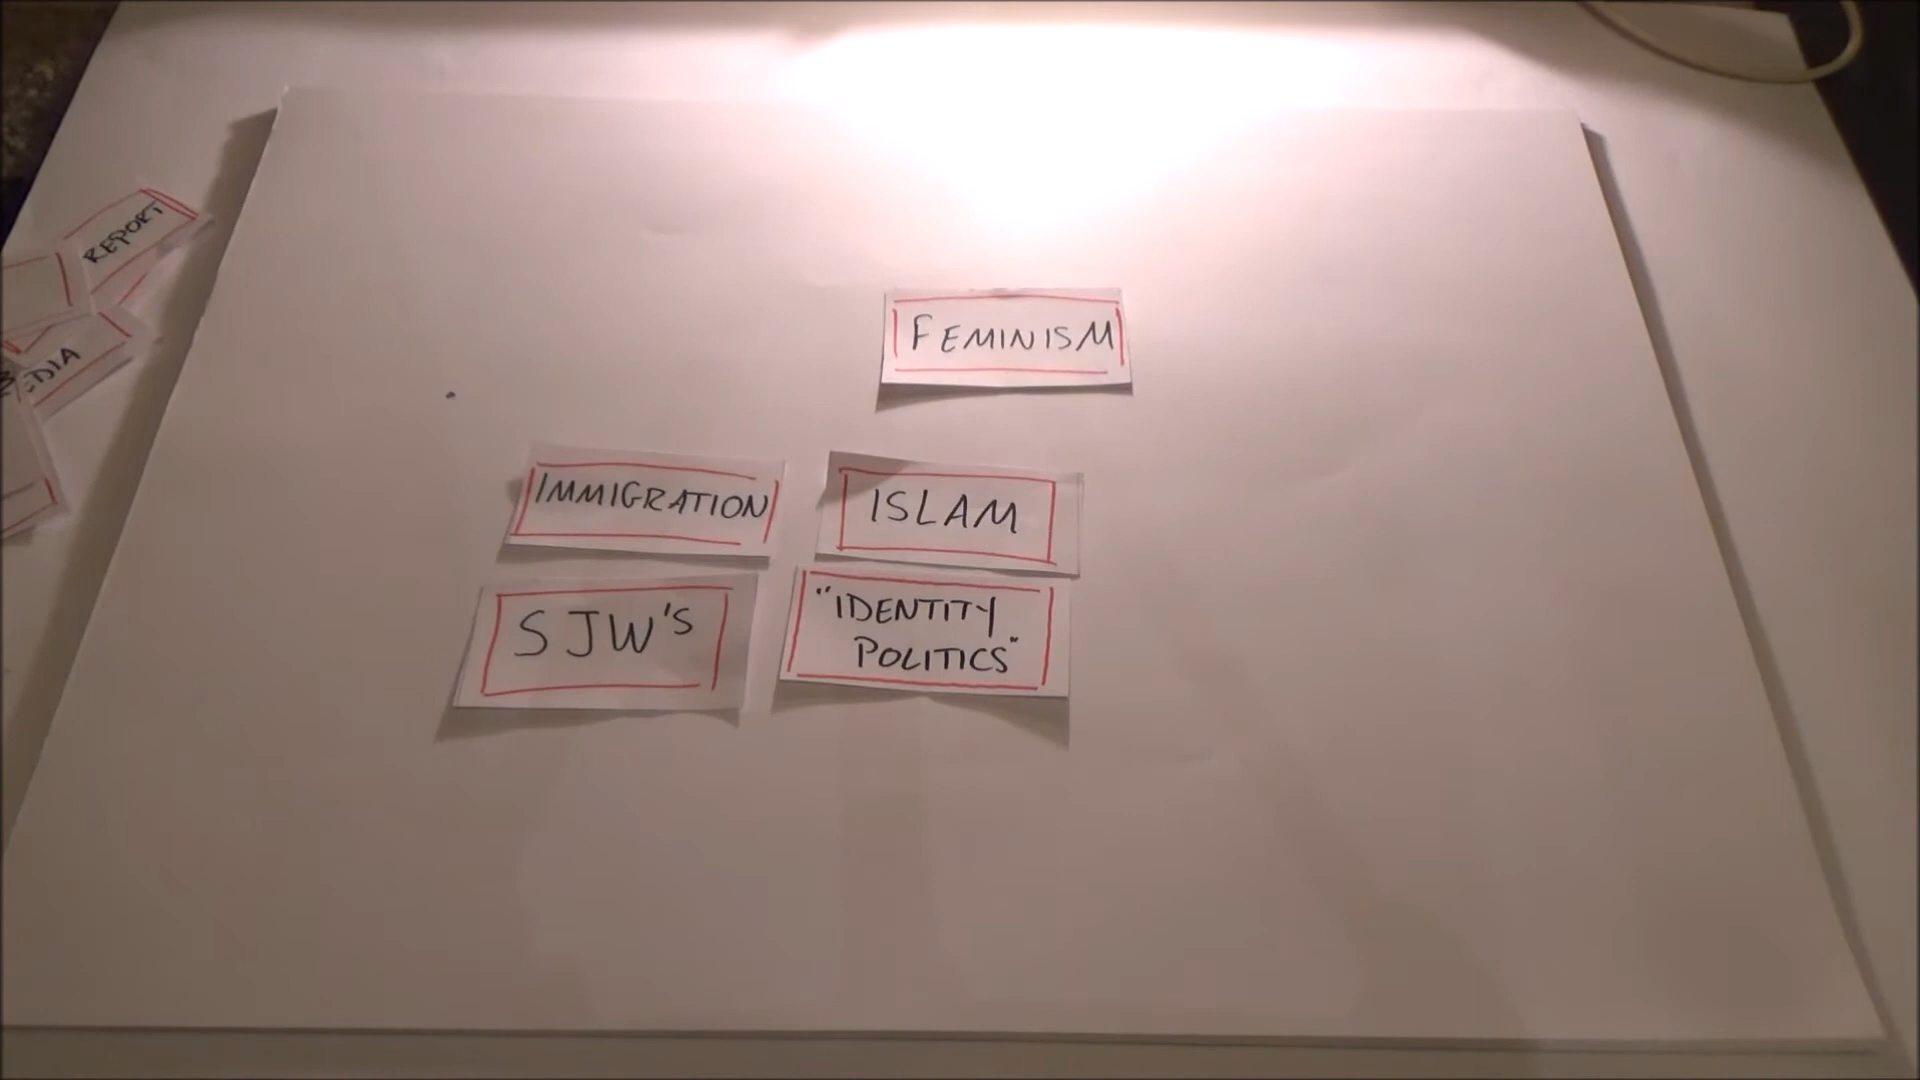 REPORT
FEMINISM
EDIA
IMMIGRATION
ISLAM
SJW'S
"IDENTITY
POLITICS"